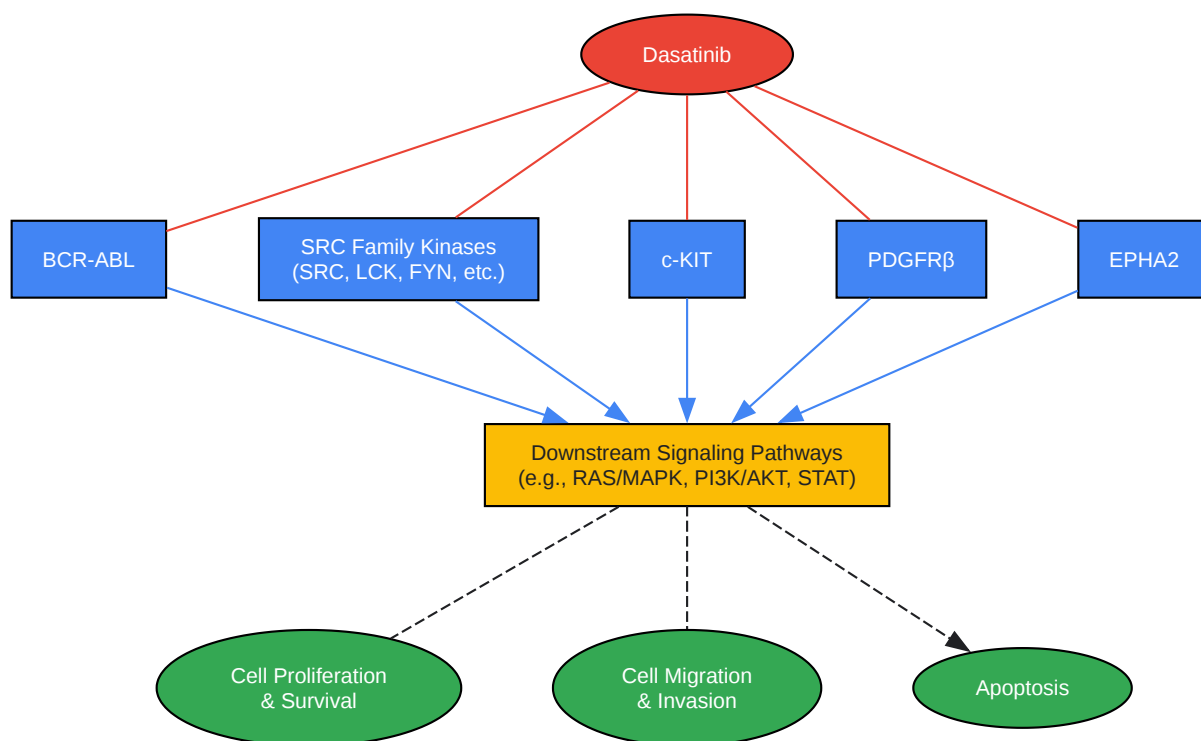 Dasatinib
BCR-ABL
SRC Family Kinases
(SRC, LCK, FYN, etc.)
c-KIT
PDGFRβ
EPHA2
Downstream Signaling Pathways
(e.g., RAS/MAPK, PI3K/AKT, STAT)
Cell Proliferation
& Survival
Cell Migration
& Invasion
Apoptosis